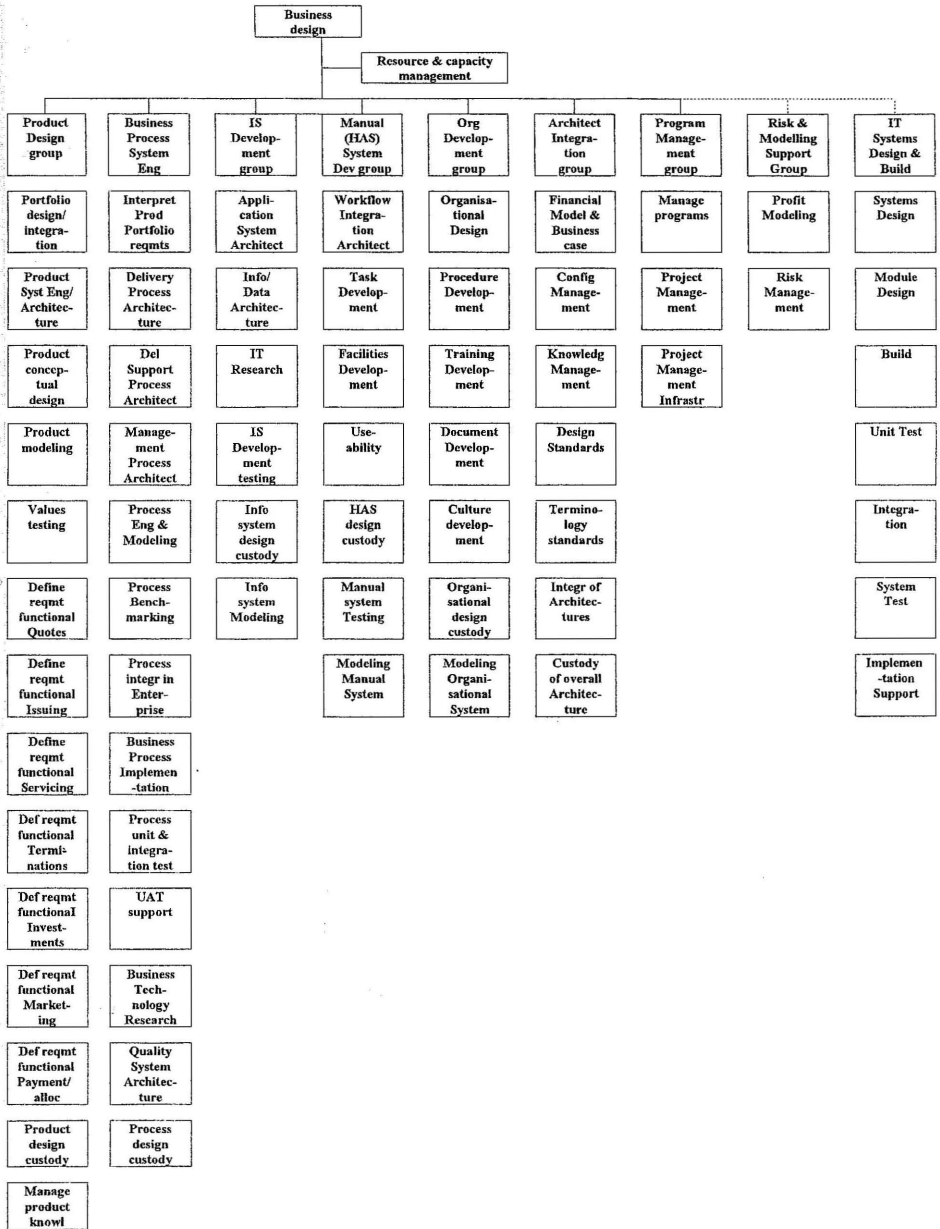 Business
design
Resource & capacity
management
Product
Design
group
Business
Process
System
Eng
IS
Develop-
ment
group
Manual
(HAS)
System
Dev group
Org
Develop-
ment
group
Architect
Integra-
tion
group
Program
Manage-
ment
group
Risk &
Modelling
Support
Group
IT
Systems
Design &
Build
Portfolio
design/
integra-
tion
Interpret
Prod
Portfolio
reqmts
Appli-
cation
System
Architect
Workflow
Integra-
tion
Architect
Organisa-
tional
Design
Financial
Model &
Business
case
Manage
programs
Profit
Modeling
Systems
Design
Product
Syst Eng/
Architec-
ture
Delivery
Process
Architec-
ture
Info/
Data
Architec-
ture
Task
Develop-
ment
Procedure
Develop-
ment
Config
Manage-
ment
Project
Manage-
ment
Risk
Manage-
ment
Module
Design
Product
concep-
tual
design
Del
Support
Process
Architect
IT
Research
Facilities
Develop-
ment
Training
Develop-
ment
Knowledg
Manage-
ment
Project
Manage-
ment
Infrastr
Build
Product
modeling
Manage-
ment
Process
Architect
IS
Develop-
ment
testing
Use-
ability
Document
Develop-
ment
Design
Standards
Unit Test
Values
testing
Process
Eng &
Modeling
Info
system
design
custody
HAS
design
custody
Culture
develop-
ment
Termino-
logy
standards
Integra-
tion
Define
reqmt
functional
Quotes
Process
Bench-
marking
Info
system
Modeling
Manual
system
Testing
Organi-
sational
design
custody
Integr of
Architec-
tures
System
Test
Define
reqmt
functional
Issuing
Process
integr in
Enter-
prise
Modeling
Manual
System
Modeling
Organi-
sational
System
Custody
of overall
Architec-
ture
Implemen
-tation
Support
Define
reqmt
functional
Servicing
Business
Process
Implemen
-tation
Def reqmt
functional
Termi-
nations
Process
unit &
integra-
tion test
Def reqmt
functional
Invest-
ments
UAT
support
Def reqmt
functional
Market-
ing
Business
Tech-
nology
Research
Def reqmt
functional
Payment/
alloc
Quality
System
Architec-
ture
Product
design
custody
Process
design
custody
Manage
product
knowl